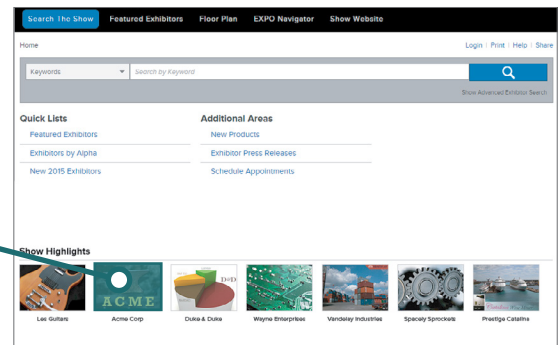 Search The Show Featured Exhibitors Floor Plan EXPO Navigator Show Website
Home Login | Print | Help | Share
Keywords Search by Keyword
Show Advanced Exhibitor Search
Quick Lists Additional Areas
Featured Exhibitors New Products
Exhibitors by Alpha Exhibitor Press Releases
New 2015 Exhibitors Schedule Appointments
Show Highlights
ACME
D&D
Les Guitars Acme Corp Duke & Duke Wayne Enterprises Vandelay Industries Spacely Sprockets Prestige Catalina